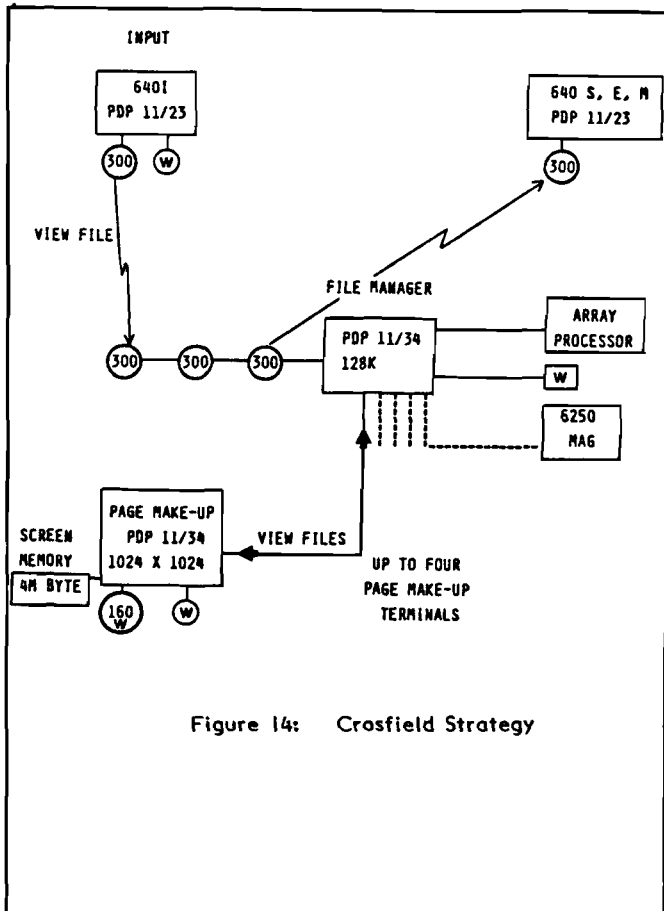 INPUT
640I
PDP 11/23
300
W
640 S, E, M
PDP 11/23
300
VIEW FILE
FILE MANAGER
300
300
300
PDP 11/34
128K
ARRAY
PROCESSOR
W
6250
MAG
PAGE MAKE-UP
PDP 11/34
1024 X 1024
SCREEN
MEMORY
4M BYTE
160
W
W
VIEW FILES
UP TO FOUR
PAGE MAKE-UP
TERMINALS
Figure 14: Crosfield Strategy